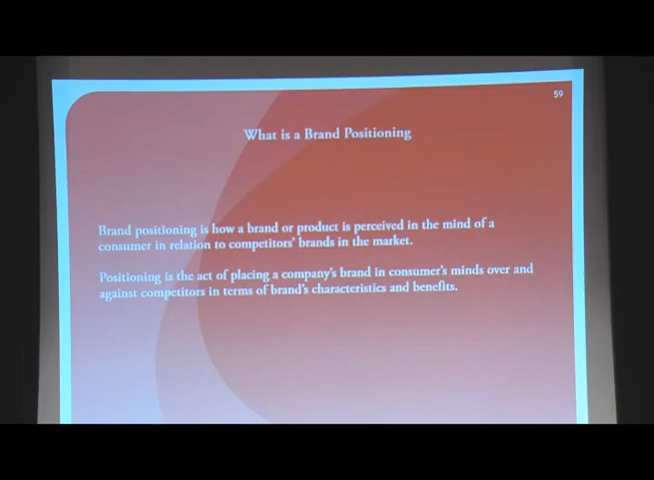 59
What is a Brand Positioning
Brand positioning is how a brand or product is perceived in the mind of a
consumer in relation to competitors' brands in the market.
Positioning is the act of placing a company's brand in consumer's minds over and
against competitors in terms of brand's characteristics and benefits.